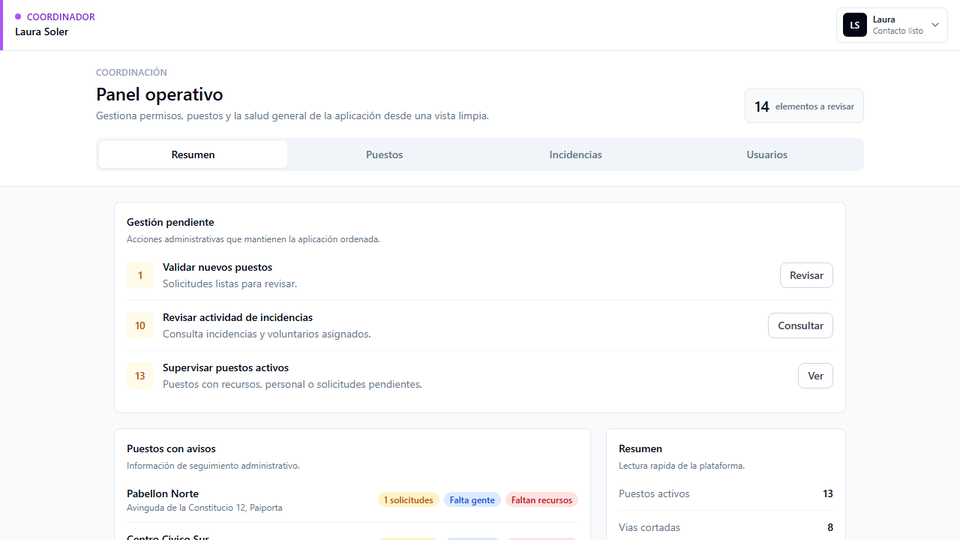 COORDINADOR
Laura Soler
LS
Laura
Contacto listo
COORDINACIÓN
Panel operativo
Gestiona permisos, puestos y la salud general de la aplicación desde una vista limpia.
14 elementos a revisar
Resumen
Puestos
Incidencias
Usuarios
Gestión pendiente
Acciones administrativas que mantienen la aplicación ordenada.
1
Validar nuevos puestos
Solicitudes listas para revisar.
Revisar
10
Revisar actividad de incidencias
Consulta incidencias y voluntarios asignados.
Consultar
13
Supervisar puestos activos
Puestos con recursos, personal o solicitudes pendientes.
Ver
Puestos con avisos
Información de seguimiento administrativo.
Pabellon Norte
Avinguda de la Constitucio 12, Paiporta
1 solicitudes
Falta gente
Faltan recursos
Centro Civico Sur
Resumen
Lectura rapida de la plataforma.
Puestos activos
13
Vias cortadas
8